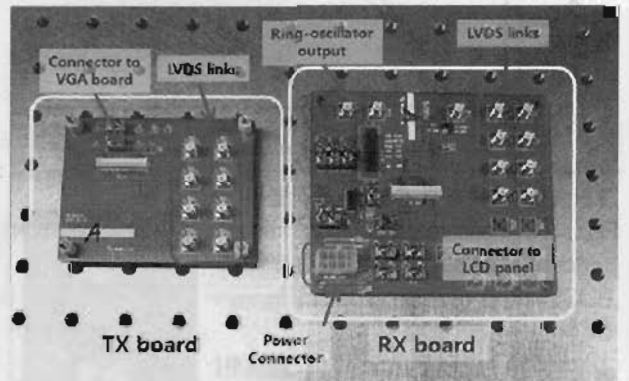 Connector to
VGA board
LVDS links
Ring-oscillator
output
LVDS links
Connector to
LCD panel
TX board
Power
Connector
RX board